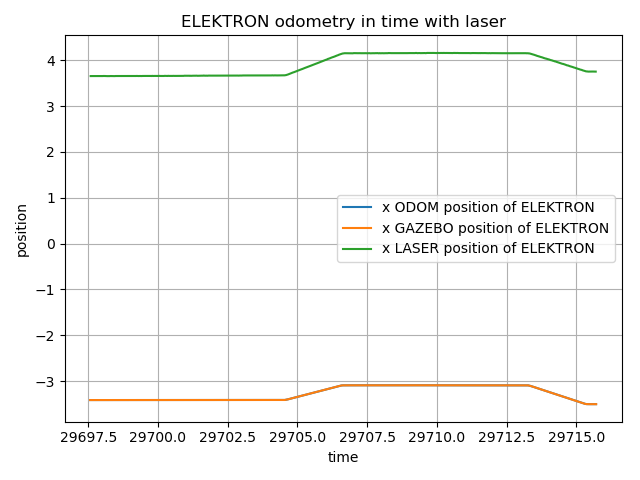 ELEKTRON odometry in time with laser
position
4
3
2
1
0
−1
−2
−3
x ODOM position of ELEKTRON
x GAZEBO position of ELEKTRON
x LASER position of ELEKTRON
29697.5 29700.0 29702.5 29705.0 29707.5 29710.0 29712.5 29715.0
time